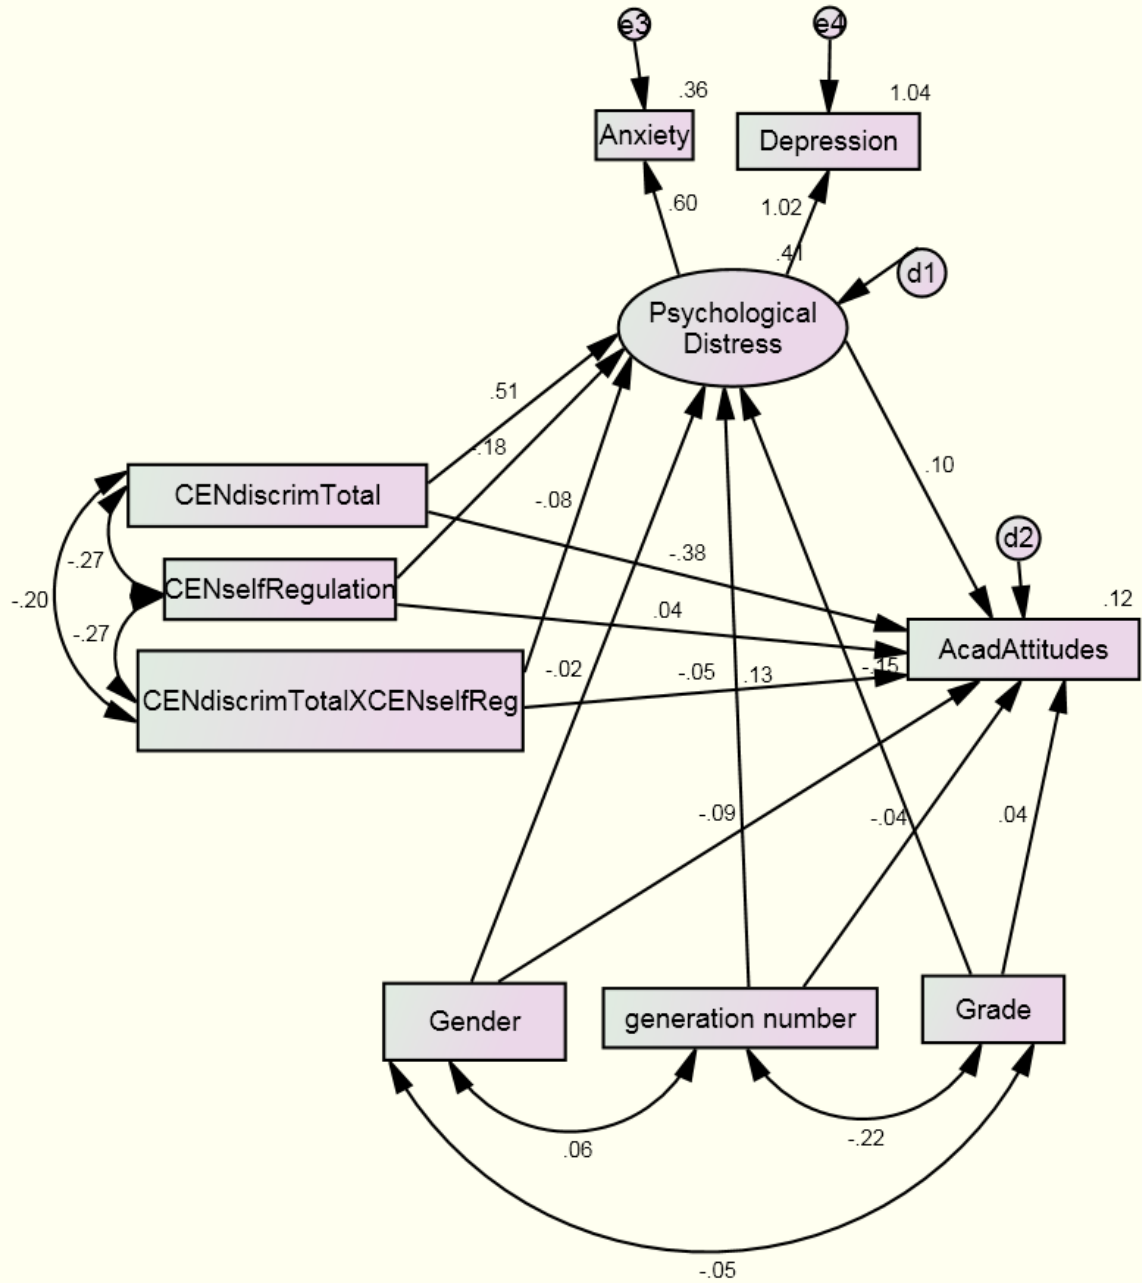 e3
e4
.36
1.04
Anxiety
Depression
.60
1.02
.41
d1
Psychological
Distress
.51
-.18
CENdiscrimTotal
-.08
.10
-.27
-.38
d2
CENselfRegulation
-.20
.04
.12
-.27
AcadAttitudes
-.02
-.05
.13
-.15
CENdiscrimTotalXCENselfReg
-.09
-.04
.04
Gender
generation number
Grade
.06
-.22
-.05